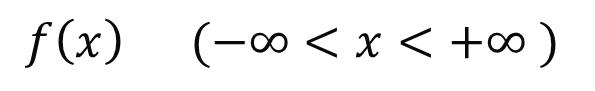 f(x) (−∞ < x < +∞ )